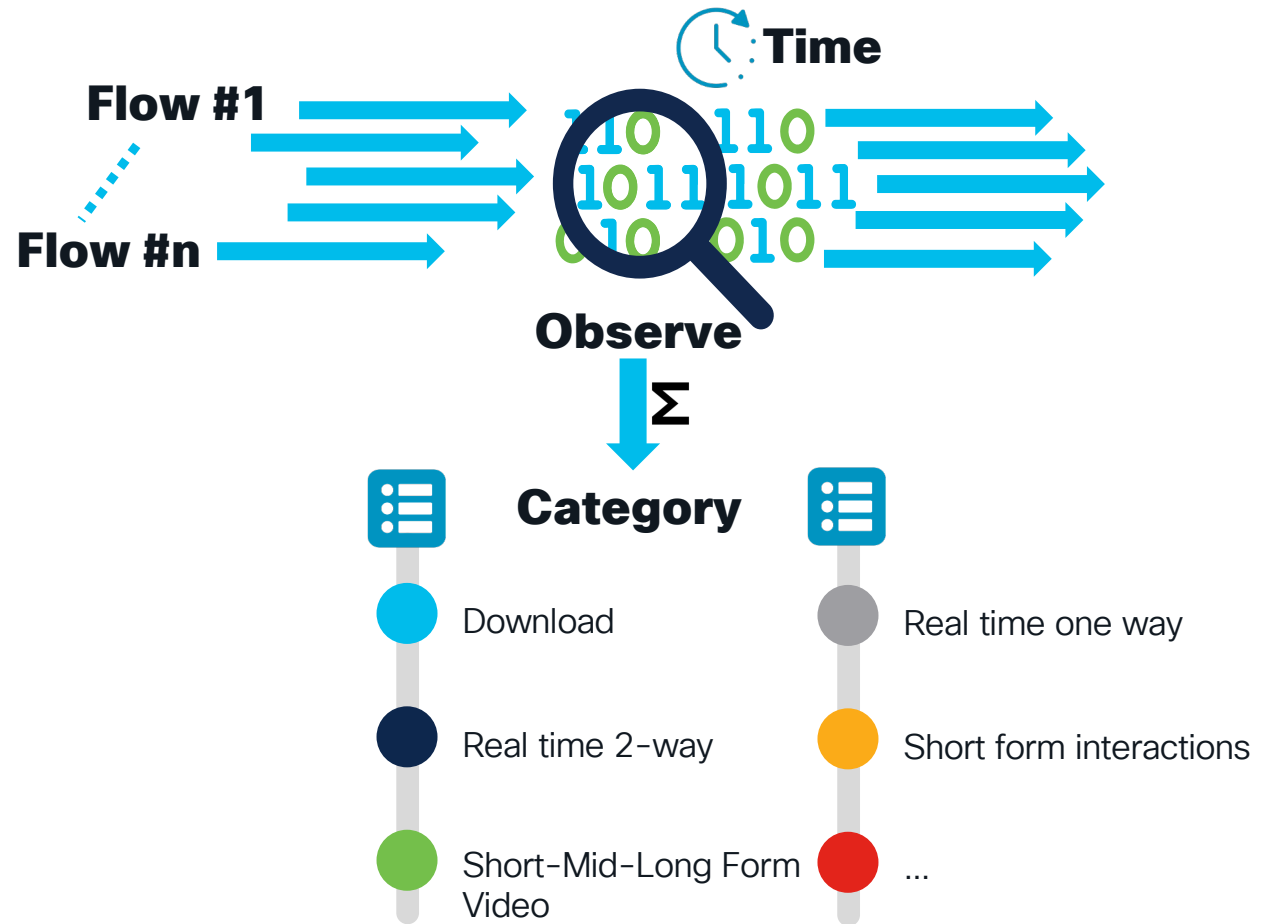 Time
Flow #1
Flow #n
110 110
1011 1011
010 010
Observe
Σ
Category
Download
Real time 2-way
Short-Mid-Long Form
Video
Real time one way
Short form interactions
...